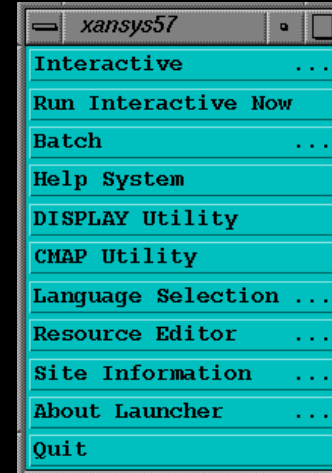 xansys57
Interactive ...
Run Interactive Now
Batch ...
Help System
DISPLAY Utility
CMAP Utility
Language Selection ...
Resource Editor ...
Site Information ...
About Launcher ...
Quit